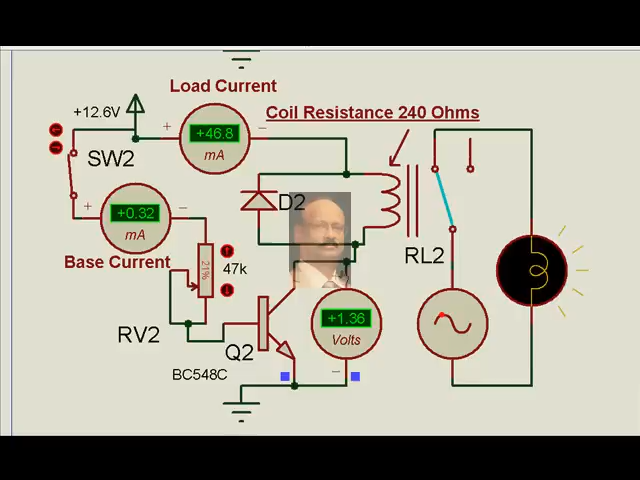 Load Current
+12.6V
Coil Resistance 240 Ohms
+ +46.8 −
mA
SW2
D2
+ +0.32 −
mA
Base Current
RL2
21%
47k
+1.36
Volts
−
RV2
Q2
BC548C